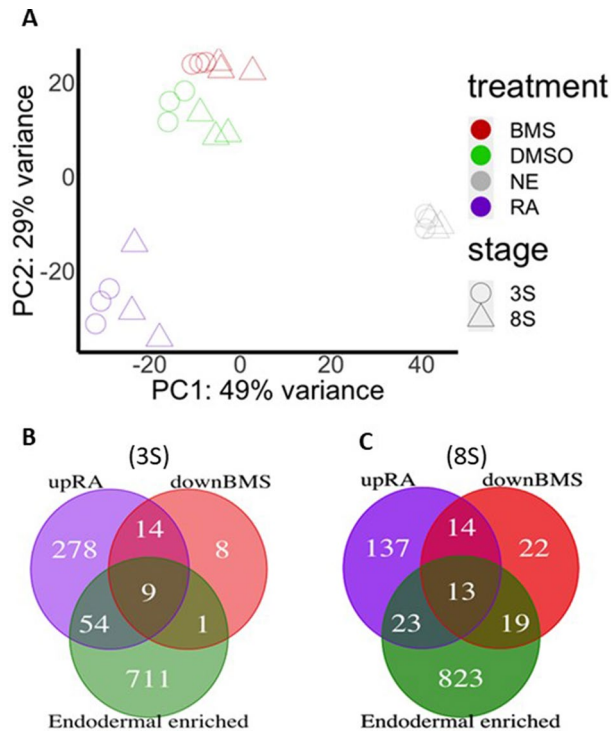 A
PC2: 29% variance
20
0
-20
-20
0
20
40
PC1: 49% variance
treatment
BMS
DMSO
NE
RA
stage
3S
8S
B
(3S)
upRA
downBMS
278
14
8
9
54
1
711
Endodermal enriched
C
(8S)
upRA
downBMS
137
14
22
13
23
19
823
Endodermal enriched